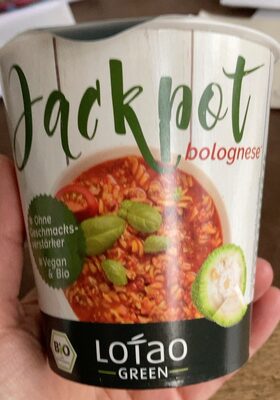 Jackpot
bolognese
Ohne
Geschmacks-
verstärker
Vegan
& Bio
BiO
LOTAO
GREEN